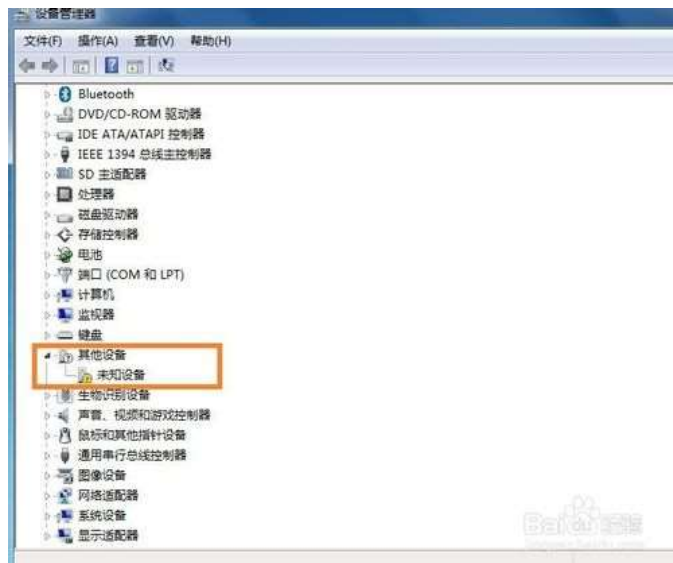 设备管理器
文件(F) 操作(A) 查看(V) 帮助(H)
Bluetooth
DVD/CD-ROM 驱动器
IDE ATA/ATAPI 控制器
IEEE 1394 总线主控制器
SD 主适配器
处理器
磁盘驱动器
存储控制器
电池
端口 (COM 和 LPT)
计算机
监视器
键盘
其他设备
未知设备
生物识别设备
声音、视频和游戏控制器
鼠标和其他指针设备
通用串行总线控制器
图像设备
网络适配器
系统设备
显示适配器
Baidu 经验